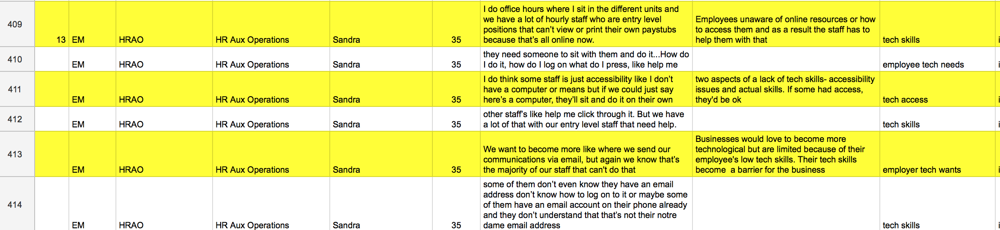 I do office hours where I sit in the different units and
we have a lot of hourly staff who are entry level
positions that can’t view or print their own paystubs
because that’s all online now.
Employees unaware of online resources or how
to access them and as a result the staff has to
help them with that
409
13 EM HRAO HR Aux Operations Sandra 35 tech skills i
they need someone to sit with them and do it...How do
I do it, how do I log on what do I press, like help me
410
EM HRAO HR Aux Operations Sandra 35 employee tech needs i
I do think some staff is just accessibility like I don’t
have a computer or means but if we could just say
here’s a computer, they’ll sit and do it on their own
two aspects of a lack of tech skills- accessibility
issues and actual skills. If some had access,
they'd be ok
411
EM HRAO HR Aux Operations Sandra 35 tech access i
other staff’s like help me click through it. But we have
a lot of that with our entry level staff that need help.
412
EM HRAO HR Aux Operations Sandra 35 tech skills i
We want to become more like where we send our
communications via email, but again we know that’s
the majority of our staff that can't do that
Businesses would love to become more
technological but are limited because of their
employee's low tech skills. Their tech skills
become  a barrier for the business
413
EM HRAO HR Aux Operations Sandra 35 employer tech wants i
some of them don’t even know they have an email
address don’t know how to log on to it or maybe some
of them have an email account on their phone already
and they don’t understand that that’s not their notre
dame email address
414
EM HRAO HR Aux Operations Sandra 35 tech skills i